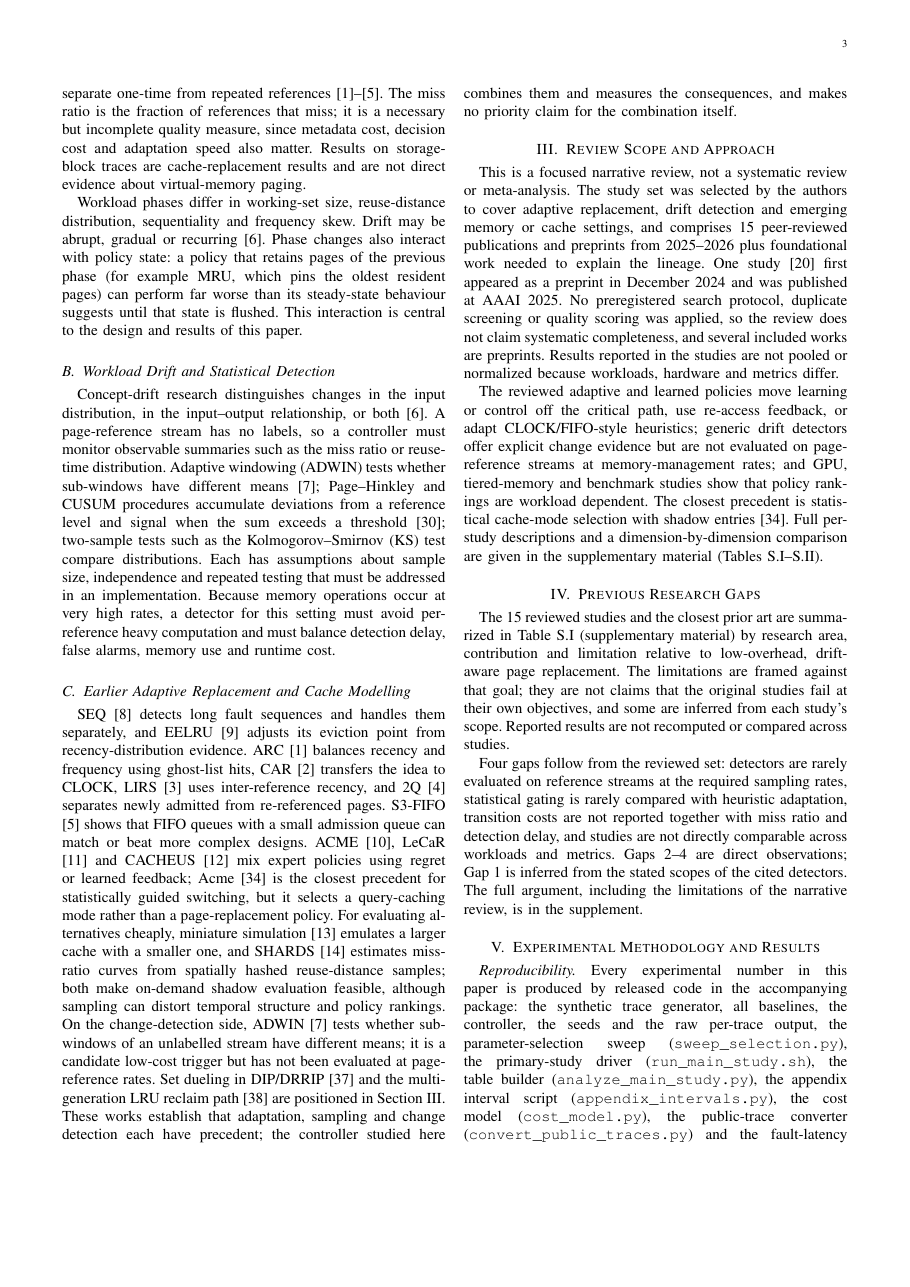 3
separate one-time from repeated references [1]–[5]. The miss
ratio is the fraction of references that miss; it is a necessary
but incomplete quality measure, since metadata cost, decision
cost and adaptation speed also matter. Results on storage-
block traces are cache-replacement results and are not direct
evidence about virtual-memory paging.
Workload phases differ in working-set size, reuse-distance
distribution, sequentiality and frequency skew. Drift may be
abrupt, gradual or recurring [6]. Phase changes also interact
with policy state: a policy that retains pages of the previous
phase (for example MRU, which pins the oldest resident
pages) can perform far worse than its steady-state behaviour
suggests until that state is flushed. This interaction is central
to the design and results of this paper.
B. Workload Drift and Statistical Detection
Concept-drift research distinguishes changes in the input
distribution, in the input–output relationship, or both [6]. A
page-reference stream has no labels, so a controller must
monitor observable summaries such as the miss ratio or reuse-
time distribution. Adaptive windowing (ADWIN) tests whether
sub-windows have different means [7]; Page–Hinkley and
CUSUM procedures accumulate deviations from a reference
level and signal when the sum exceeds a threshold [30];
two-sample tests such as the Kolmogorov–Smirnov (KS) test
compare distributions. Each has assumptions about sample
size, independence and repeated testing that must be addressed
in an implementation. Because memory operations occur at
very high rates, a detector for this setting must avoid per-
reference heavy computation and must balance detection delay,
false alarms, memory use and runtime cost.
C. Earlier Adaptive Replacement and Cache Modelling
SEQ [8] detects long fault sequences and handles them
separately, and EELRU [9] adjusts its eviction point from
recency-distribution evidence. ARC [1] balances recency and
frequency using ghost-list hits, CAR [2] transfers the idea to
CLOCK, LIRS [3] uses inter-reference recency, and 2Q [4]
separates newly admitted from re-referenced pages. S3-FIFO
[5] shows that FIFO queues with a small admission queue can
match or beat more complex designs. ACME [10], LeCaR
[11] and CACHEUS [12] mix expert policies using regret
or learned feedback; Acme [34] is the closest precedent for
statistically guided switching, but it selects a query-caching
mode rather than a page-replacement policy. For evaluating al-
ternatives cheaply, miniature simulation [13] emulates a larger
cache with a smaller one, and SHARDS [14] estimates miss-
ratio curves from spatially hashed reuse-distance samples;
both make on-demand shadow evaluation feasible, although
sampling can distort temporal structure and policy rankings.
On the change-detection side, ADWIN [7] tests whether sub-
windows of an unlabelled stream have different means; it is a
candidate low-cost trigger but has not been evaluated at page-
reference rates. Set dueling in DIP/DRRIP [37] and the multi-
generation LRU reclaim path [38] are positioned in Section III.
These works establish that adaptation, sampling and change
detection each have precedent; the controller studied here
combines them and measures the consequences, and makes
no priority claim for the combination itself.
III. REVIEW SCOPE AND APPROACH
This is a focused narrative review, not a systematic review
or meta-analysis. The study set was selected by the authors
to cover adaptive replacement, drift detection and emerging
memory or cache settings, and comprises 15 peer-reviewed
publications and preprints from 2025–2026 plus foundational
work needed to explain the lineage. One study [20] first
appeared as a preprint in December 2024 and was published
at AAAI 2025. No preregistered search protocol, duplicate
screening or quality scoring was applied, so the review does
not claim systematic completeness, and several included works
are preprints. Results reported in the studies are not pooled or
normalized because workloads, hardware and metrics differ.
The reviewed adaptive and learned policies move learning
or control off the critical path, use re-access feedback, or
adapt CLOCK/FIFO-style heuristics; generic drift detectors
offer explicit change evidence but are not evaluated on page-
reference streams at memory-management rates; and GPU,
tiered-memory and benchmark studies show that policy rank-
ings are workload dependent. The closest precedent is statis-
tical cache-mode selection with shadow entries [34]. Full per-
study descriptions and a dimension-by-dimension comparison
are given in the supplementary material (Tables S.I–S.II).
IV. PREVIOUS RESEARCH GAPS
The 15 reviewed studies and the closest prior art are summa-
rized in Table S.I (supplementary material) by research area,
contribution and limitation relative to low-overhead, drift-
aware page replacement. The limitations are framed against
that goal; they are not claims that the original studies fail at
their own objectives, and some are inferred from each study's
scope. Reported results are not recomputed or compared across
studies.
Four gaps follow from the reviewed set: detectors are rarely
evaluated on reference streams at the required sampling rates,
statistical gating is rarely compared with heuristic adaptation,
transition costs are not reported together with miss ratio and
detection delay, and studies are not directly comparable across
workloads and metrics. Gaps 2–4 are direct observations;
Gap 1 is inferred from the stated scopes of the cited detectors.
The full argument, including the limitations of the narrative
review, is in the supplement.
V. EXPERIMENTAL METHODOLOGY AND RESULTS
Reproducibility. Every experimental number in this
paper is produced by released code in the accompanying
package: the synthetic trace generator, all baselines, the
controller, the seeds and the raw per-trace output, the
parameter-selection sweep (sweep_selection.py),
the primary-study driver (run_main_study.sh), the
table builder (analyze_main_study.py), the appendix
interval script (appendix_intervals.py), the cost
model (cost_model.py), the public-trace converter
(convert_public_traces.py) and the fault-latency